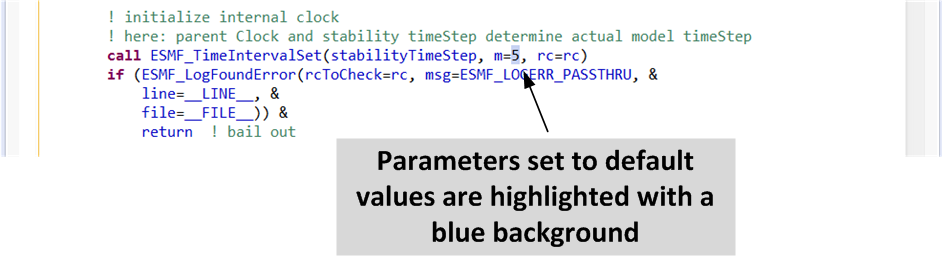 ! initialize internal clock
! here: parent Clock and stability timeStep determine actual model timeStep
call ESMF_TimeIntervalSet(stabilityTimeStep, m=5, rc=rc)
if (ESMF_LogFoundError(rcToCheck=rc, msg=ESMF_LOGERR_PASSTHRU, &
line=__LINE__, &
file=__FILE__)) &
return  ! bail out
Parameters set to default
values are highlighted with a
blue background